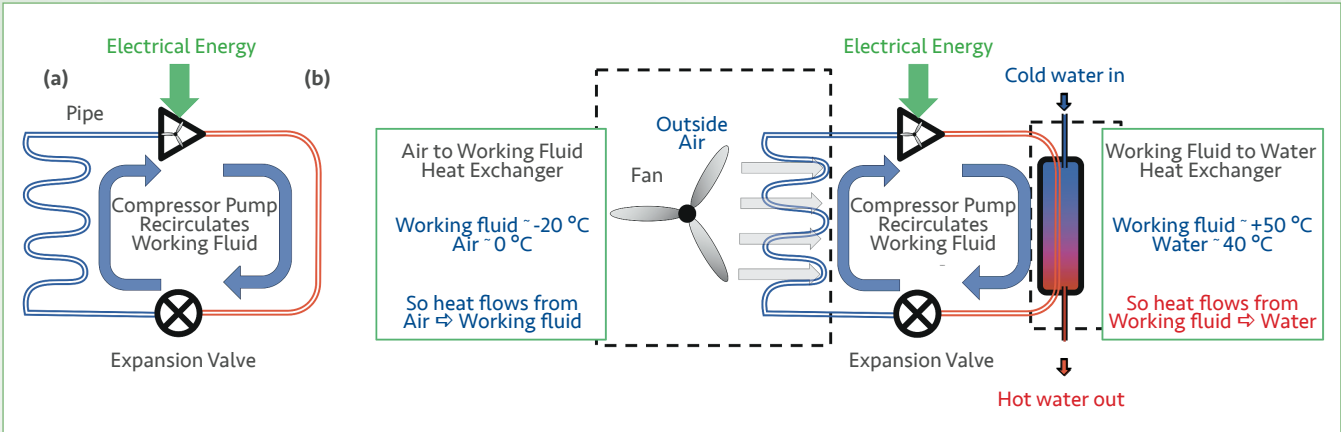 Electrical Energy
(a)
Pipe
Compressor Pump
Recirculates
Working Fluid
Expansion Valve
(b)
Air to Working Fluid
Heat Exchanger
Working fluid ~ -20 °C
Air ~ 0 °C
So heat flows from
Air ⇨ Working fluid
Outside
Air
Fan
Electrical Energy
Compressor Pump
Recirculates
Working Fluid
Expansion Valve
Cold water in
Working Fluid to Water
Heat Exchanger
Working fluid ~ +50 °C
Water ~ 40 °C
So heat flows from
Working fluid ⇨ Water
Hot water out